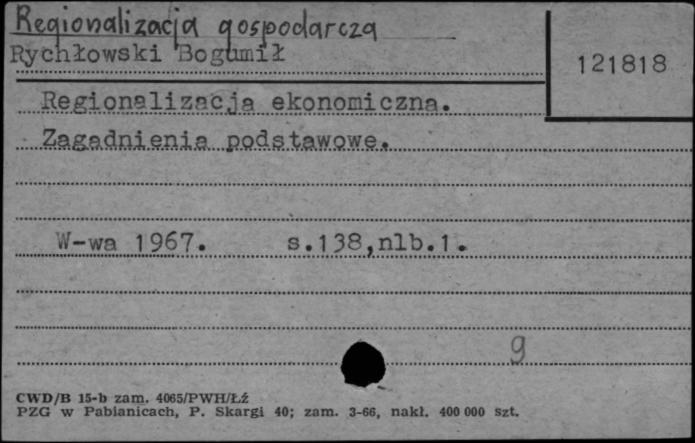 Regionalizacja gospodarcza
Rychłowski Bogumił
121818
Regionalizacja ekonomiczna.
Zagadnienia podstawowe.
W-wa 1967. s.138,nlb.1.
9
CWD/B 15-b zam. 4065/PWH/Łź
PZG w Pabianicach, P. Skargi 40; zam. 3-66, nakł. 400 000 szt.